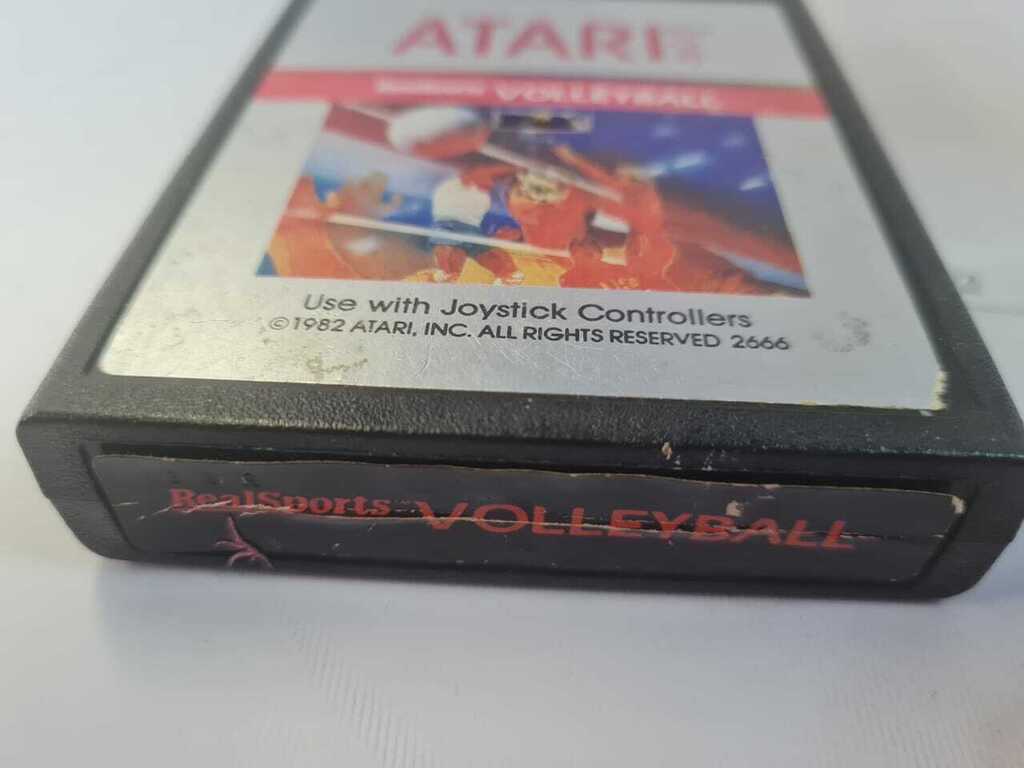 ATARI
VOLLEYBALL
Use with Joystick Controllers
©1982 ATARI, INC. ALL RIGHTS RESERVED 2666
RealSports VOLLEYBALL